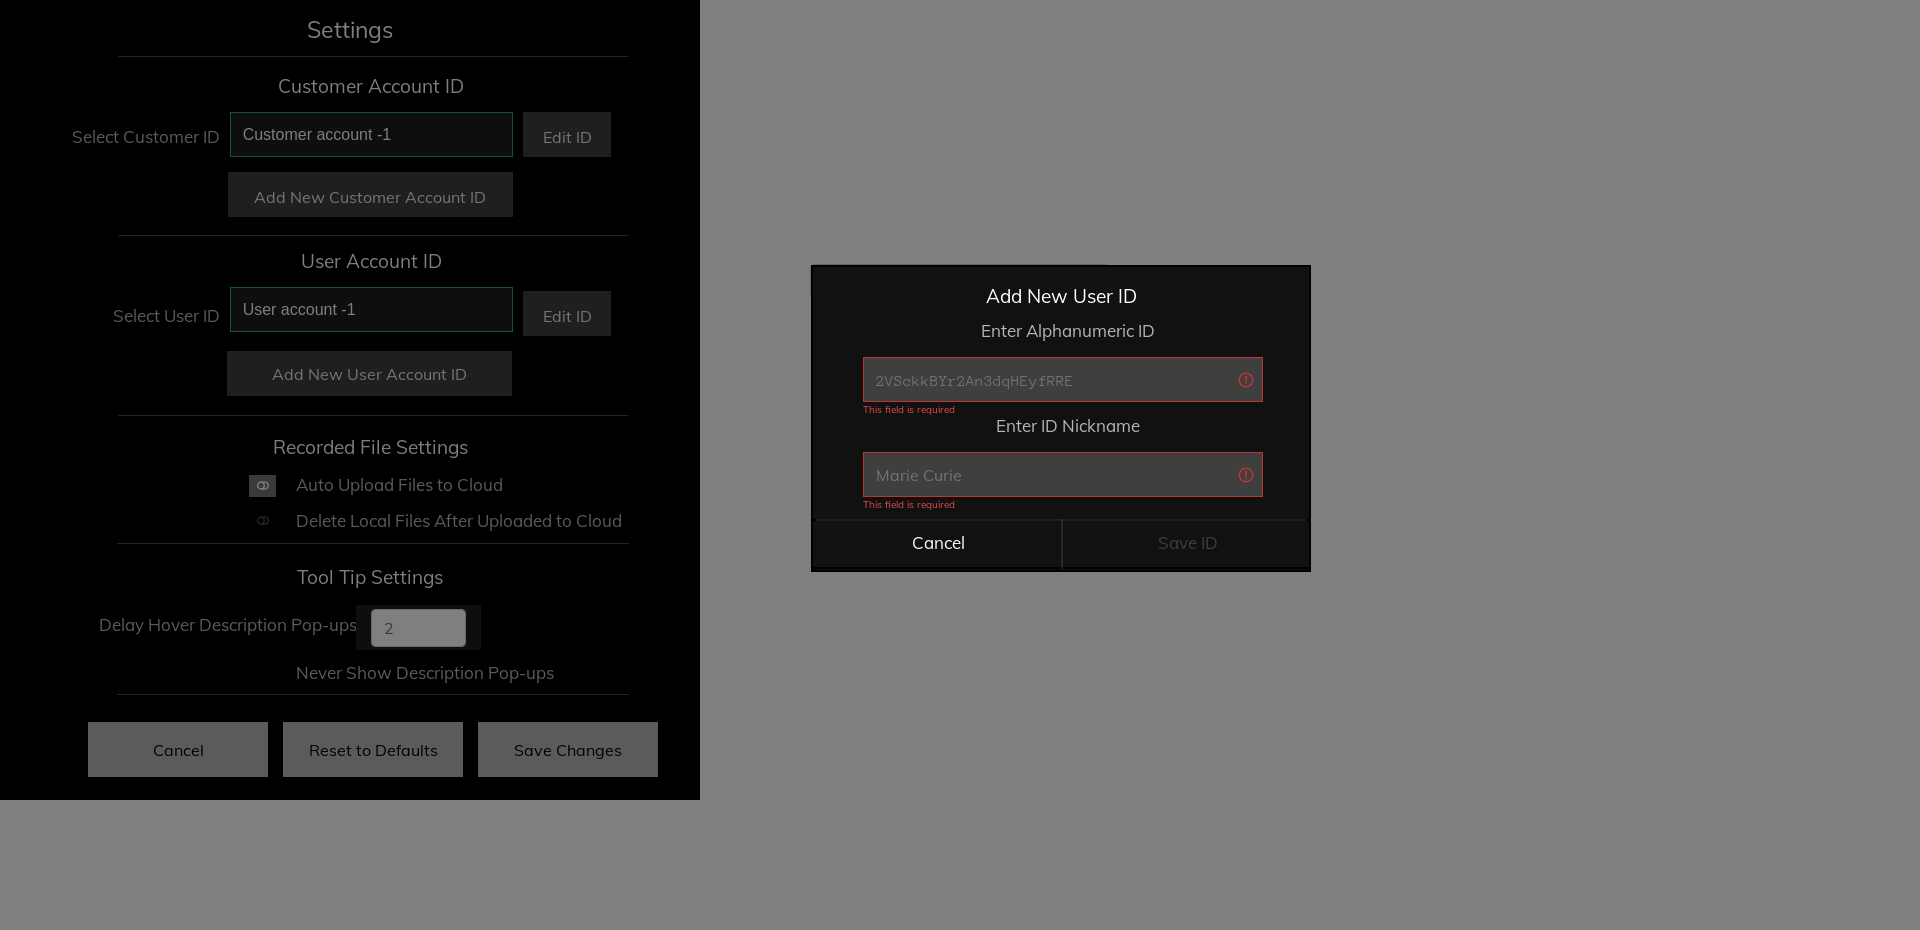 Settings
Customer Account ID
Select Customer ID
Customer account -1
Edit ID
Add New Customer Account ID
User Account ID
Select User ID
User account -1
Edit ID
Add New User Account ID
Recorded File Settings
Auto Upload Files to Cloud
Delete Local Files After Uploaded to Cloud
Tool Tip Settings
Delay Hover Description Pop-ups
2
Never Show Description Pop-ups
Cancel
Reset to Defaults
Save Changes
Add New User ID
Enter Alphanumeric ID
2VSckkBYr2An3dqHEyfRRE
This field is required
Enter ID Nickname
Marie Curie
This field is required
Cancel
Save ID